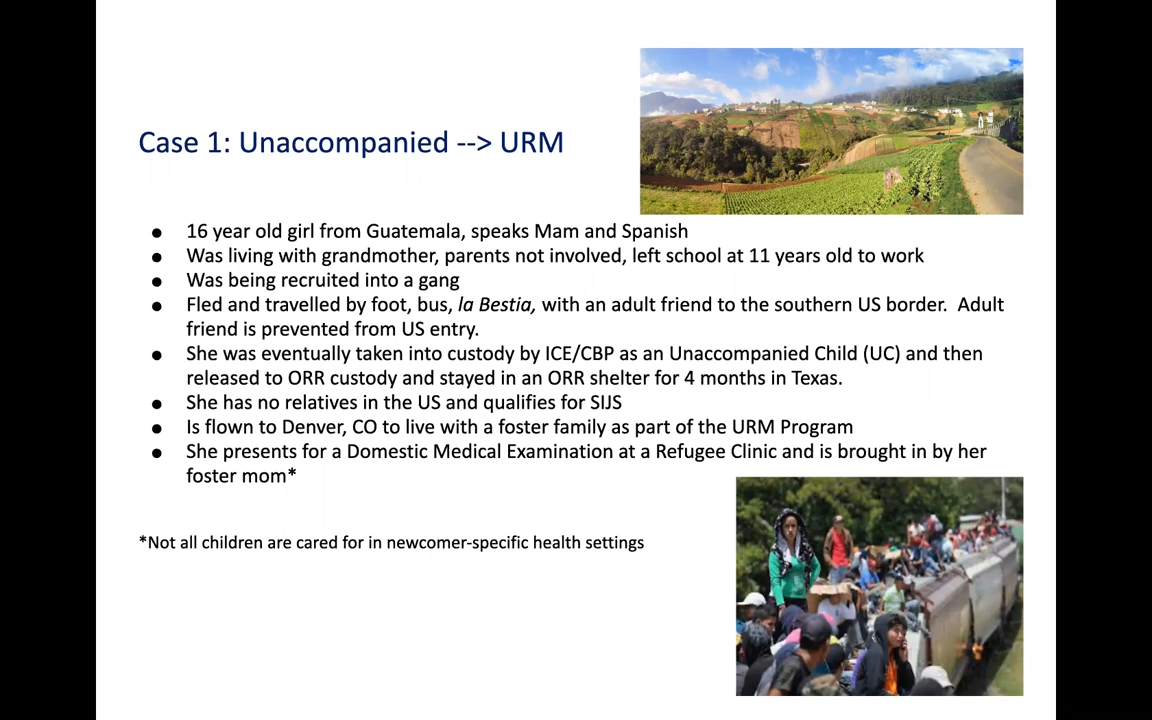 Case 1: Unaccompanied --> URM
● 16 year old girl from Guatemala, speaks Mam and Spanish
● Was living with grandmother, parents not involved, left school at 11 years old to work
● Was being recruited into a gang
● Fled and travelled by foot, bus, la Bestia, with an adult friend to the southern US border.  Adult
friend is prevented from US entry.
● She was eventually taken into custody by ICE/CBP as an Unaccompanied Child (UC) and then
released to ORR custody and stayed in an ORR shelter for 4 months in Texas.
● She has no relatives in the US and qualifies for SIJS
● Is flown to Denver, CO to live with a foster family as part of the URM Program
● She presents for a Domestic Medical Examination at a Refugee Clinic and is brought in by her
foster mom*
*Not all children are cared for in newcomer-specific health settings